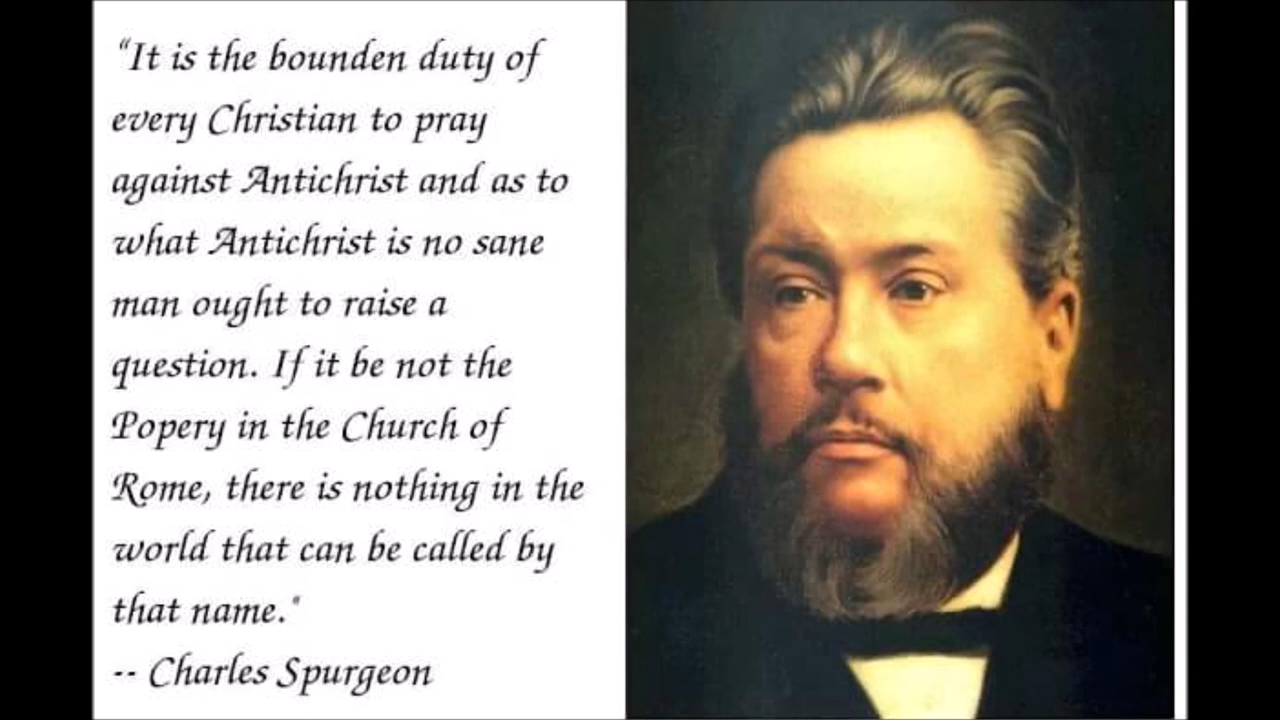 “It is the bounden duty of
every Christian to pray
against Antichrist and as to
what Antichrist is no sane
man ought to raise a
question. If it be not the
Popery in the Church of
Rome, there is nothing in the
world that can be called by
that name."
-- Charles Spurgeon